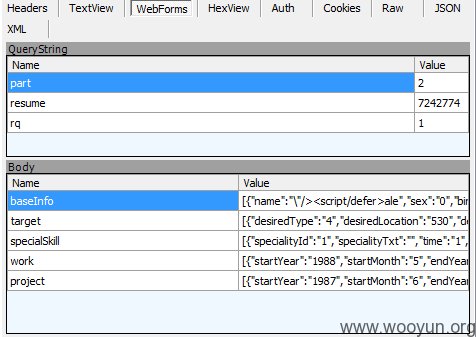 Headers TextView WebForms HexView Auth Cookies Raw JSON
XML
QueryString
Name Value
part 2
resume 7242774
rq 1
Body
Name Value
baseInfo [{"name":"\"/><script/defer>ale","sex":"0","bir
target [{"desiredType":"4","desiredLocation":"530","de
specialSkill [{"specialityId":"1","specialityTxt":"","time":"1",
work [{"startYear":"1988","startMonth":"5","endYear
project [{"startYear":"1987","startMonth":"6","endYear
www.wooyun.org